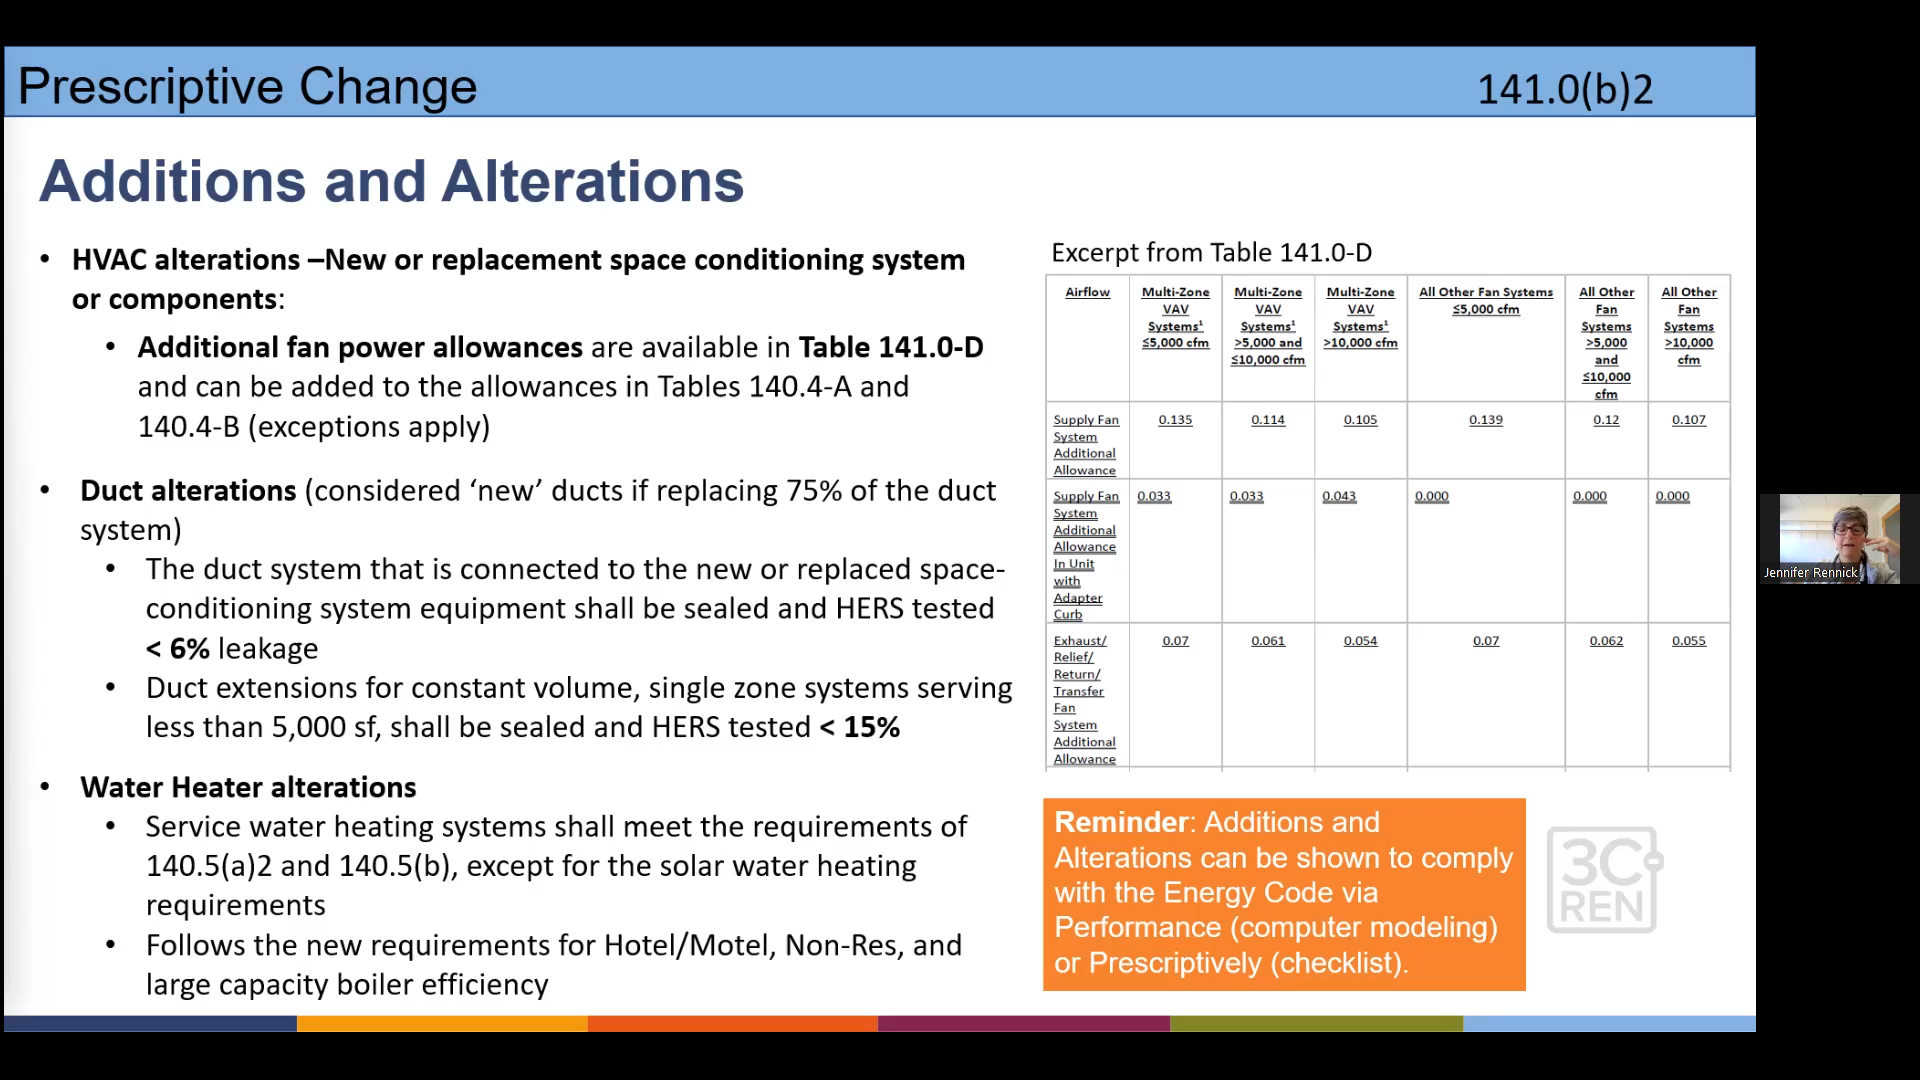 Prescriptive Change
141.0(b)2
Additions and Alterations
• HVAC alterations –New or replacement space conditioning system
or components:
• Additional fan power allowances are available in Table 141.0-D
and can be added to the allowances in Tables 140.4-A and
140.4-B (exceptions apply)
• Duct alterations (considered ‘new’ ducts if replacing 75% of the duct
system)
• The duct system that is connected to the new or replaced space-
conditioning system equipment shall be sealed and HERS tested
< 6% leakage
• Duct extensions for constant volume, single zone systems serving
less than 5,000 sf, shall be sealed and HERS tested < 15%
• Water Heater alterations
• Service water heating systems shall meet the requirements of
140.5(a)2 and 140.5(b), except for the solar water heating
requirements
• Follows the new requirements for Hotel/Motel, Non-Res, and
large capacity boiler efficiency
Excerpt from Table 141.0-D
Airflow
Multi-Zone
VAV
Systems¹
≤5,000 cfm
Multi-Zone
VAV
Systems¹
>5,000 and
≤10,000 cfm
Multi-Zone
VAV
Systems¹
>10,000 cfm
All Other Fan Systems
≤5,000 cfm
All Other
Fan
Systems
>5,000
and
≤10,000
cfm
All Other
Fan
Systems
>10,000
cfm
Supply Fan
System
Additional
Allowance
0.135
0.114
0.105
0.139
0.12
0.107
Supply Fan
System
Additional
Allowance
In Unit
with
Adapter
Curb
0.033
0.033
0.043
0.000
0.000
0.000
Exhaust/
Relief/
Return/
Transfer
Fan
System
Additional
Allowance
0.07
0.061
0.054
0.07
0.062
0.055
Reminder: Additions and
Alterations can be shown to comply
with the Energy Code via
Performance (computer modeling)
or Prescriptively (checklist).
3C
REN
Jennifer Rennick